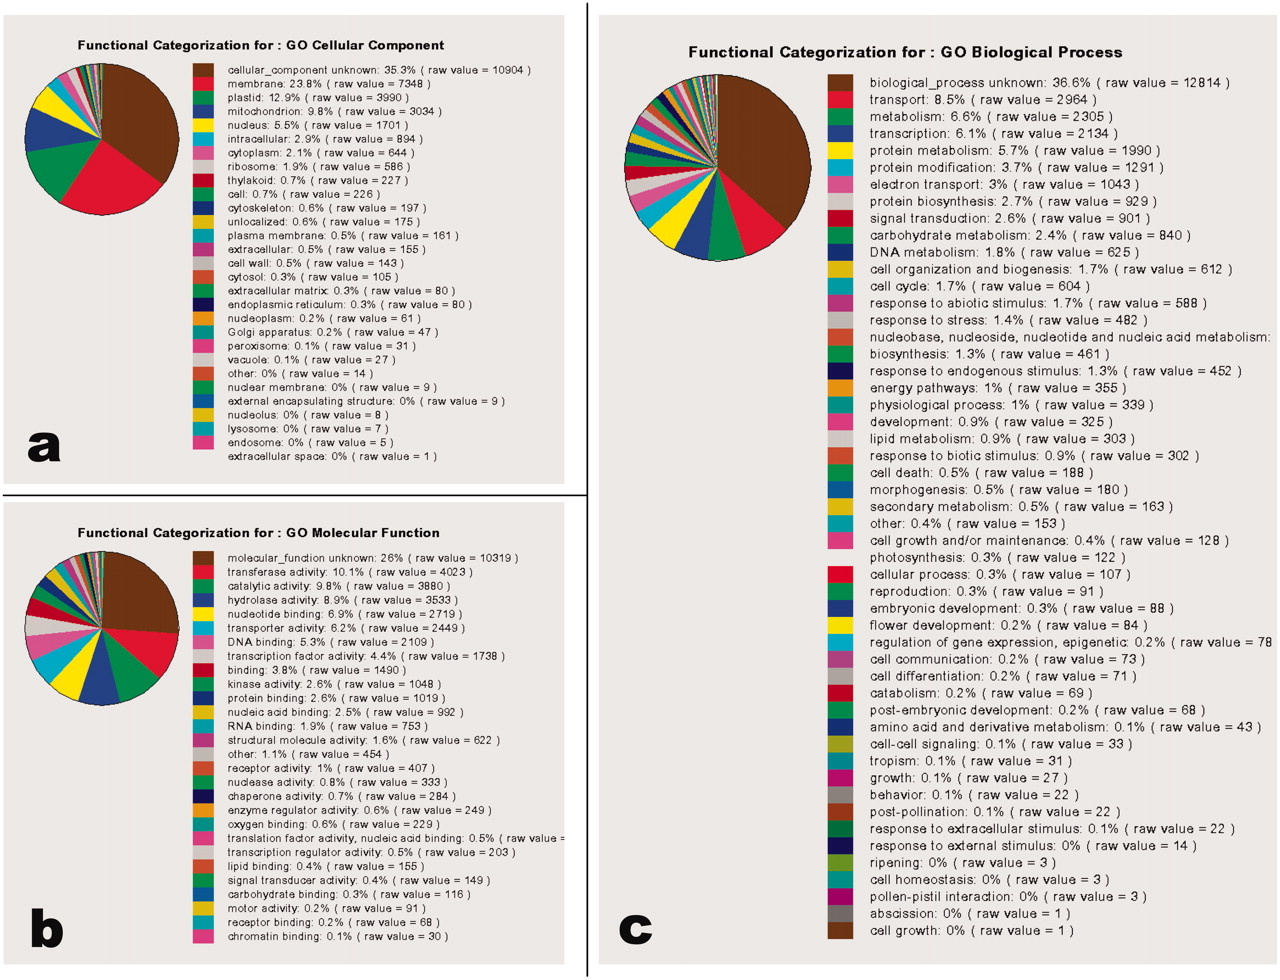 Functional Categorization for : GO Cellular Component
cellular_component unknown: 35.3% ( raw value = 10904 )
membrane: 23.8% ( raw value = 7348 )
plastid: 12.9% ( raw value = 3990 )
mitochondrion: 9.8% ( raw value = 3034 )
nucleus: 5.5% ( raw value = 1701 )
intracellular: 2.9% ( raw value = 894 )
cytoplasm: 2.1% ( raw value = 644 )
ribosome: 1.9% ( raw value = 586 )
thylakoid: 0.7% ( raw value = 227 )
cell: 0.7% ( raw value = 226 )
cytoskeleton: 0.6% ( raw value = 197 )
unlocalized: 0.6% ( raw value = 175 )
plasma membrane: 0.5% ( raw value = 161 )
extracellular: 0.5% ( raw value = 155 )
cell wall: 0.5% ( raw value = 143 )
cytosol: 0.3% ( raw value = 105 )
extracellular matrix: 0.3% ( raw value = 80 )
endoplasmic reticulum: 0.3% ( raw value = 80 )
nucleoplasm: 0.2% ( raw value = 61 )
Golgi apparatus: 0.2% ( raw value = 47 )
peroxisome: 0.1% ( raw value = 31 )
vacuole: 0.1% ( raw value = 27 )
other: 0% ( raw value = 14 )
nuclear membrane: 0% ( raw value = 9 )
external encapsulating structure: 0% ( raw value = 9 )
nucleolus: 0% ( raw value = 8 )
lysosome: 0% ( raw value = 7 )
endosome: 0% ( raw value = 5 )
extracellular space: 0% ( raw value = 1 )
a
Functional Categorization for : GO Molecular Function
molecular_function unknown: 26% ( raw value = 10319 )
transferase activity: 10.1% ( raw value = 4023 )
catalytic activity: 9.8% ( raw value = 3880 )
hydrolase activity: 8.9% ( raw value = 3533 )
nucleotide binding: 6.9% ( raw value = 2719 )
transporter activity: 6.2% ( raw value = 2449 )
DNA binding: 5.3% ( raw value = 2109 )
transcription factor activity: 4.4% ( raw value = 1738 )
binding: 3.8% ( raw value = 1490 )
kinase activity: 2.6% ( raw value = 1048 )
protein binding: 2.6% ( raw value = 1019 )
nucleic acid binding: 2.5% ( raw value = 992 )
RNA binding: 1.9% ( raw value = 753 )
structural molecule activity: 1.6% ( raw value = 622 )
other: 1.1% ( raw value = 454 )
receptor activity: 1% ( raw value = 407 )
nuclease activity: 0.8% ( raw value = 333 )
chaperone activity: 0.7% ( raw value = 284 )
enzyme regulator activity: 0.6% ( raw value = 249 )
oxygen binding: 0.6% ( raw value = 229 )
translation factor activity, nucleic acid binding: 0.5% ( raw value =
transcription regulator activity: 0.5% ( raw value = 203 )
lipid binding: 0.4% ( raw value = 155 )
signal transducer activity: 0.4% ( raw value = 149 )
carbohydrate binding: 0.3% ( raw value = 116 )
motor activity: 0.2% ( raw value = 91 )
receptor binding: 0.2% ( raw value = 68 )
chromatin binding: 0.1% ( raw value = 30 )
b
Functional Categorization for : GO Biological Process
biological_process unknown: 36.6% ( raw value = 12814 )
transport: 8.5% ( raw value = 2964 )
metabolism: 6.6% ( raw value = 2305 )
transcription: 6.1% ( raw value = 2134 )
protein metabolism: 5.7% ( raw value = 1990 )
protein modification: 3.7% ( raw value = 1291 )
electron transport: 3% ( raw value = 1043 )
protein biosynthesis: 2.7% ( raw value = 929 )
signal transduction: 2.6% ( raw value = 901 )
carbohydrate metabolism: 2.4% ( raw value = 840 )
DNA metabolism: 1.8% ( raw value = 625 )
cell organization and biogenesis: 1.7% ( raw value = 612 )
cell cycle: 1.7% ( raw value = 604 )
response to abiotic stimulus: 1.7% ( raw value = 588 )
response to stress: 1.4% ( raw value = 482 )
nucleobase, nucleoside, nucleotide and nucleic acid metabolism:
biosynthesis: 1.3% ( raw value = 461 )
response to endogenous stimulus: 1.3% ( raw value = 452 )
energy pathways: 1% ( raw value = 355 )
physiological process: 1% ( raw value = 339 )
development: 0.9% ( raw value = 325 )
lipid metabolism: 0.9% ( raw value = 303 )
response to biotic stimulus: 0.9% ( raw value = 302 )
cell death: 0.5% ( raw value = 188 )
morphogenesis: 0.5% ( raw value = 180 )
secondary metabolism: 0.5% ( raw value = 163 )
other: 0.4% ( raw value = 153 )
cell growth and/or maintenance: 0.4% ( raw value = 128 )
photosynthesis: 0.3% ( raw value = 122 )
cellular process: 0.3% ( raw value = 107 )
reproduction: 0.3% ( raw value = 91 )
embryonic development: 0.3% ( raw value = 88 )
flower development: 0.2% ( raw value = 84 )
regulation of gene expression, epigenetic: 0.2% ( raw value = 78
cell communication: 0.2% ( raw value = 73 )
cell differentiation: 0.2% ( raw value = 71 )
catabolism: 0.2% ( raw value = 69 )
post-embryonic development: 0.2% ( raw value = 68 )
amino acid and derivative metabolism: 0.1% ( raw value = 43 )
cell-cell signaling: 0.1% ( raw value = 33 )
tropism: 0.1% ( raw value = 31 )
growth: 0.1% ( raw value = 27 )
behavior: 0.1% ( raw value = 22 )
post-pollination: 0.1% ( raw value = 22 )
response to extracellular stimulus: 0.1% ( raw value = 22 )
response to external stimulus: 0% ( raw value = 14 )
ripening: 0% ( raw value = 3 )
cell homeostasis: 0% ( raw value = 3 )
pollen-pistil interaction: 0% ( raw value = 3 )
abscission: 0% ( raw value = 1 )
cell growth: 0% ( raw value = 1 )
c